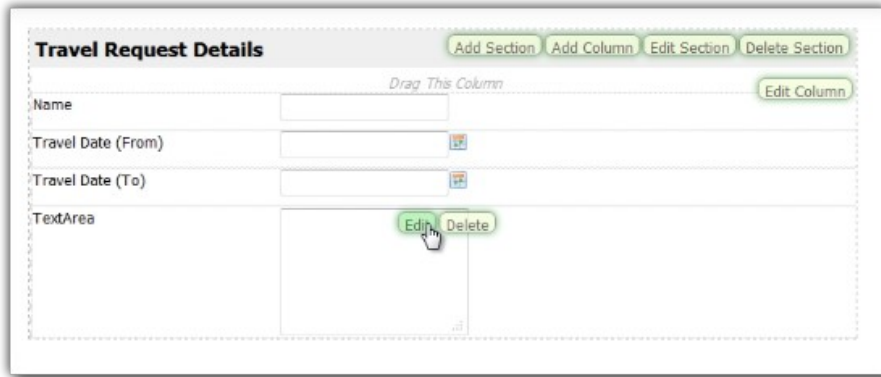 Travel Request Details Add Section Add Column Edit Section Delete Section
Drag This Column
Edit Column
Name
Travel Date (From)
Travel Date (To)
TextArea Edit Delete